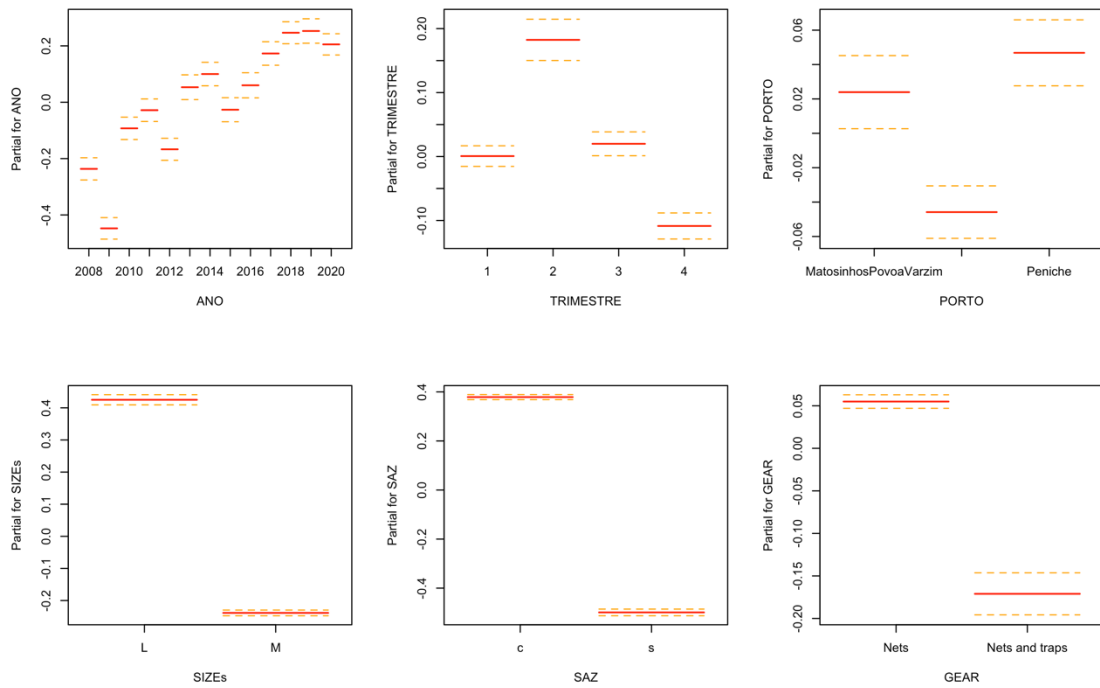 Partial for ANO
0.2
0.0
-0.2
-0.4
2008 2010 2012 2014 2016 2018 2020
ANO
Partial for TRIMESTRE
0.20
0.10
0.00
-0.10
1 2 3 4
TRIMESTRE
Partial for PORTO
0.06
0.02
-0.02
-0.06
MatosinhosPovoaVarzim Peniche
PORTO
Partial for SIZEs
0.4
0.3
0.2
0.1
0.0
-0.1
-0.2
L M
SIZEs
Partial for SAZ
0.4
0.2
0.0
-0.2
-0.4
c s
SAZ
Partial for GEAR
0.05
0.00
-0.05
-0.10
-0.15
-0.20
Nets Nets and traps
GEAR